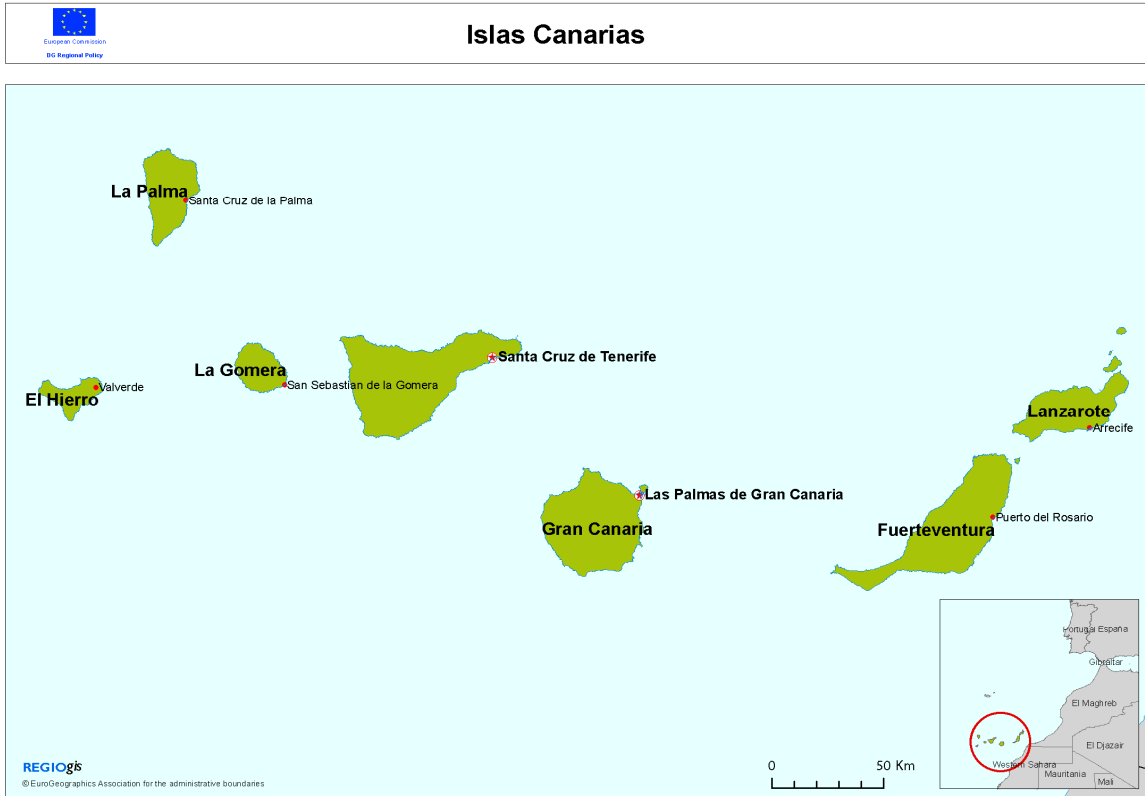 European Commission
DG Regional Policy
Islas Canarias
La Palma
Santa Cruz de la Palma
Santa Cruz de Tenerife
La Gomera
San Sebastian de la Gomera
Valverde
El Hierro
Lanzarote
Arrecife
Las Palmas de Gran Canaria
Gran Canaria
Puerto del Rosario
Fuerteventura
Portugal España
Gibraltar
El Maghreb
El Djazair
Western Sahara
Mauritania
Mali
REGIOgis
© EuroGeographics Association for the administrative boundaries
0 50 Km